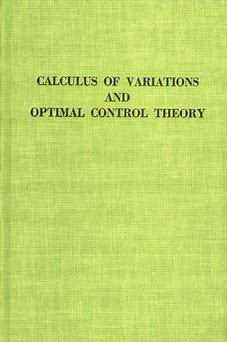 CALCULUS OF VARIATIONS
AND
OPTIMAL CONTROL THEORY